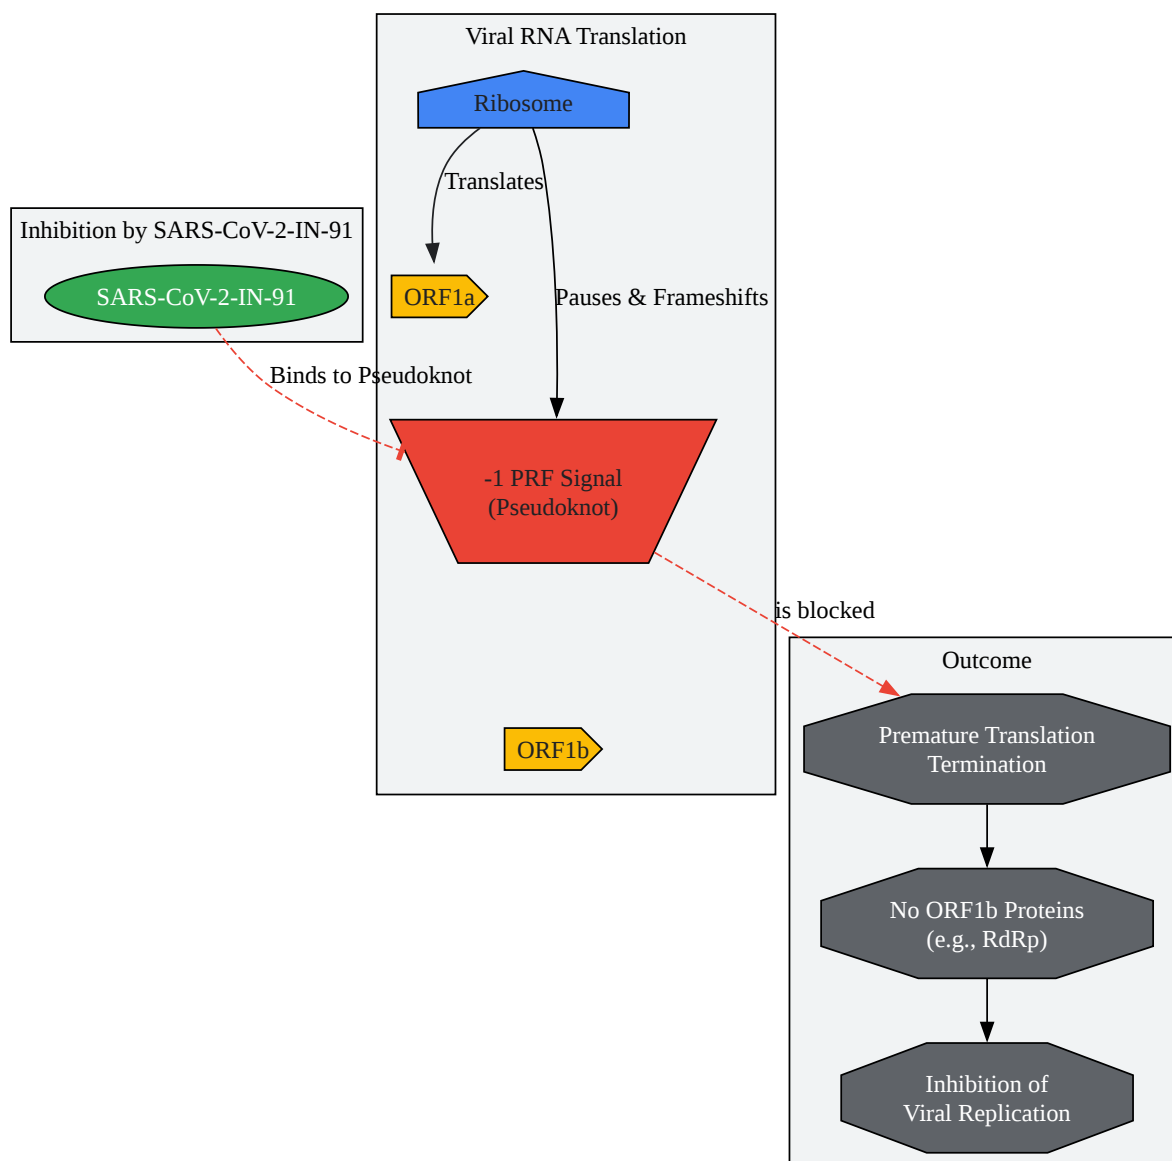 Viral RNA Translation
Ribosome
Translates
Inhibition by SARS-CoV-2-IN-91
SARS-CoV-2-IN-91
ORF1a
Pauses & Frameshifts
Binds to Pseudoknot
-1 PRF Signal
(Pseudoknot)
is blocked
Outcome
Premature Translation
Termination
ORF1b
No ORF1b Proteins
(e.g., RdRp)
Inhibition of
Viral Replication